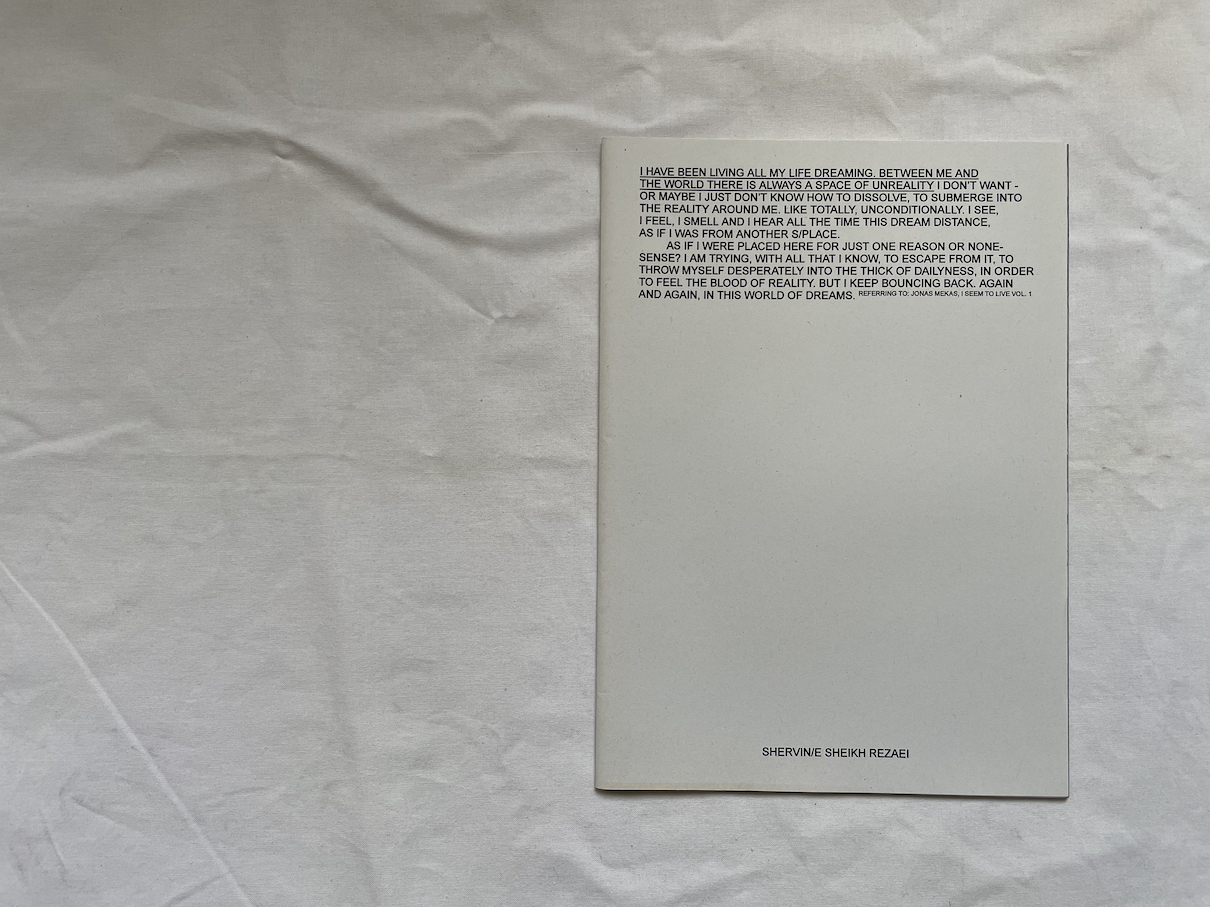 I HAVE BEEN LIVING ALL MY LIFE DREAMING. BETWEEN ME AND
THE WORLD THERE IS ALWAYS A SPACE OF UNREALITY I DON'T WANT -
OR MAYBE I JUST DON'T KNOW HOW TO DISSOLVE, TO SUBMERGE INTO
THE REALITY AROUND ME. LIKE TOTALLY, UNCONDITIONALLY. I SEE,
I FEEL, I SMELL AND I HEAR ALL THE TIME THIS DREAM DISTANCE,
AS IF I WAS FROM ANOTHER S/PLACE.
AS IF I WERE PLACED HERE FOR JUST ONE REASON OR NONE-
SENSE? I AM TRYING, WITH ALL THAT I KNOW, TO ESCAPE FROM IT, TO
THROW MYSELF DESPERATELY INTO THE THICK OF DAILYNESS, IN ORDER
TO FEEL THE BLOOD OF REALITY. BUT I KEEP BOUNCING BACK. AGAIN
AND AGAIN, IN THIS WORLD OF DREAMS. REFERRING TO: JONAS MEKAS, I SEEM TO LIVE VOL. 1
SHERVIN/E SHEIKH REZAEI